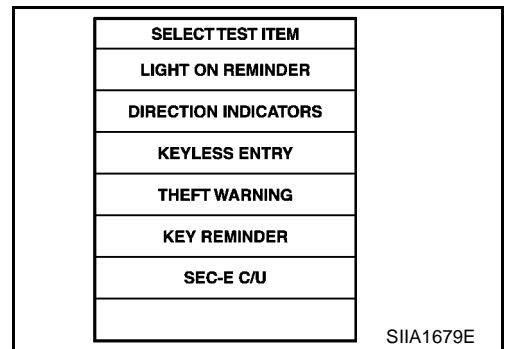 SELECT TEST ITEM
LIGHT ON REMINDER
DIRECTION INDICATORS
KEYLESS ENTRY
THEFT WARNING
KEY REMINDER
SEC-E C/U
SIIA1679E